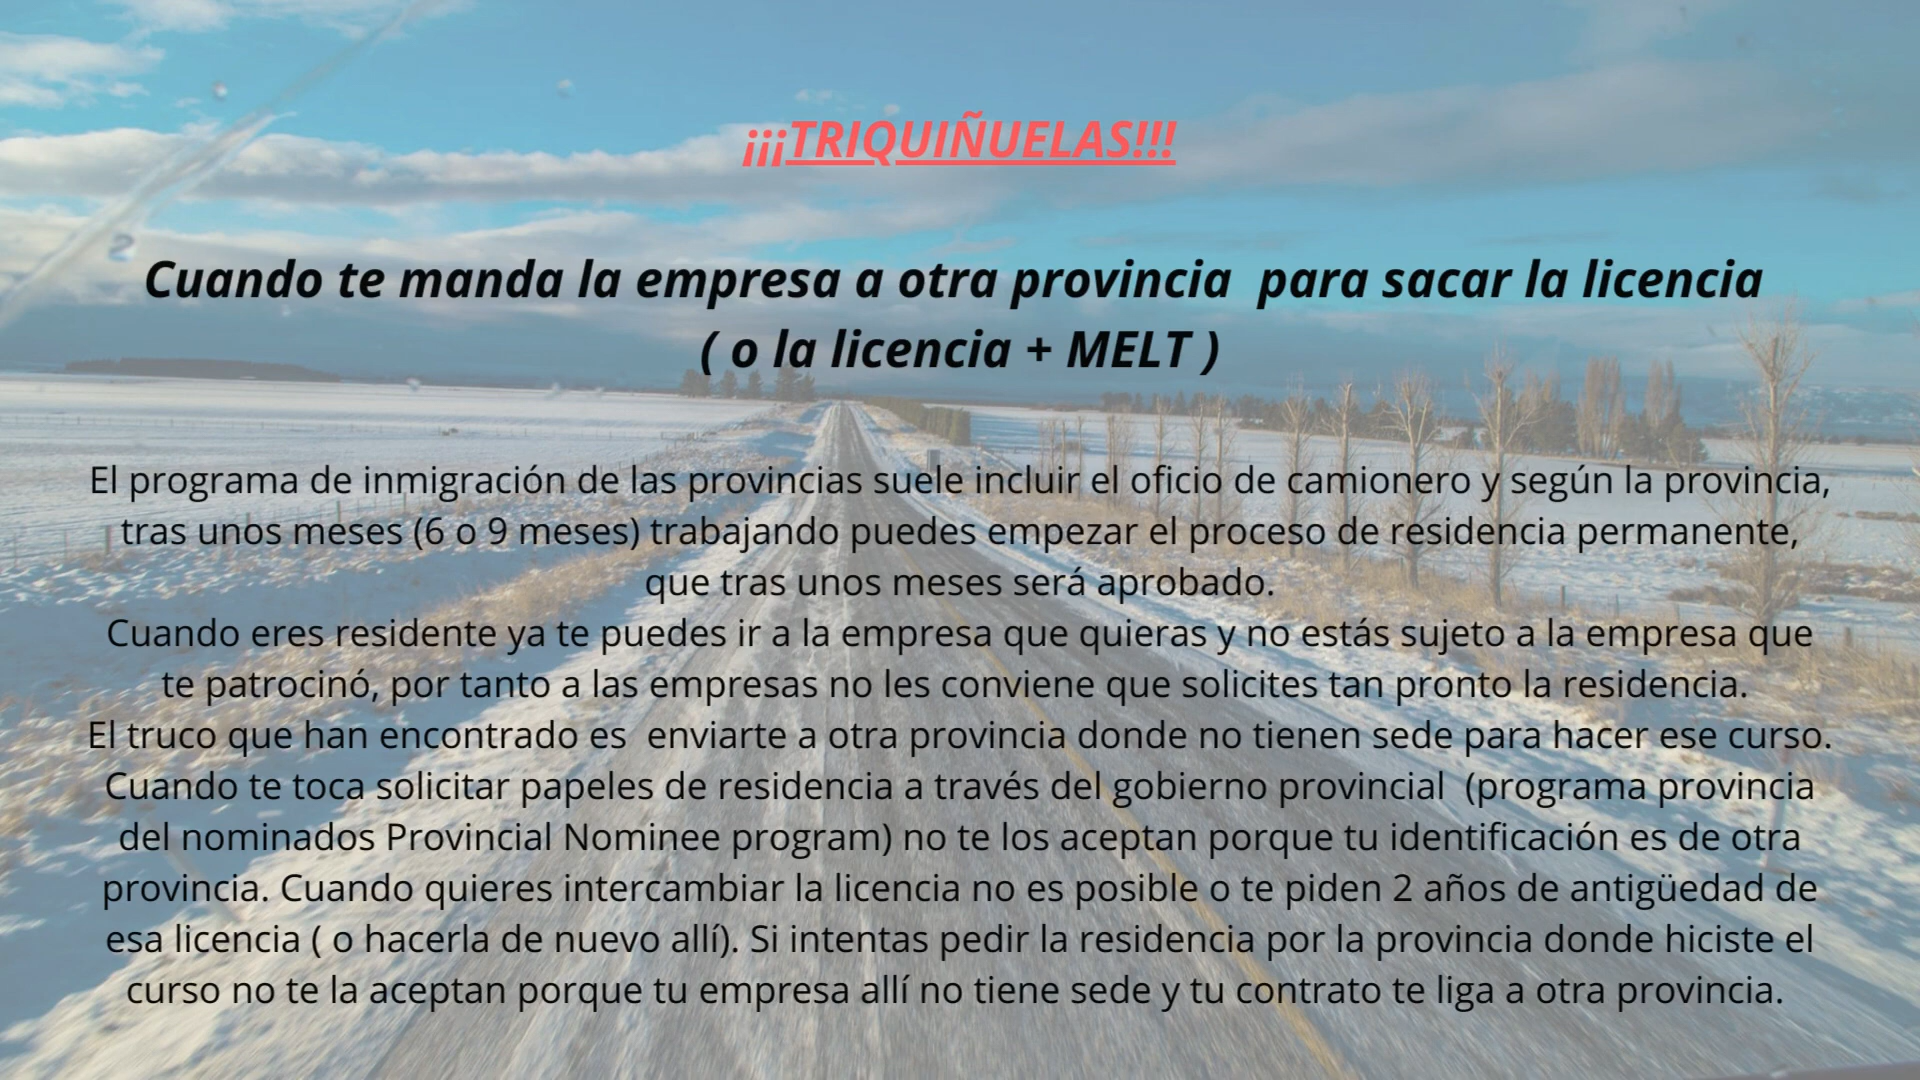 ¡¡¡TRIQUIÑUELAS!!!
Cuando te manda la empresa a otra provincia para sacar la licencia
( o la licencia + MELT )
El programa de inmigración de las provincias suele incluir el oficio de camionero y según la provincia,
tras unos meses (6 o 9 meses) trabajando puedes empezar el proceso de residencia permanente,
que tras unos meses será aprobado.
Cuando eres residente ya te puedes ir a la empresa que quieras y no estás sujeto a la empresa que
te patrocinó, por tanto a las empresas no les conviene que solicites tan pronto la residencia.
El truco que han encontrado es enviarte a otra provincia donde no tienen sede para hacer ese curso.
Cuando te toca solicitar papeles de residencia a través del gobierno provincial (programa provincia
del nominados Provincial Nominee program) no te los aceptan porque tu identificación es de otra
provincia. Cuando quieres intercambiar la licencia no es posible o te piden 2 años de antigüedad de
esa licencia ( o hacerla de nuevo allí). Si intentas pedir la residencia por la provincia donde hiciste el
curso no te la aceptan porque tu empresa allí no tiene sede y tu contrato te liga a otra provincia.